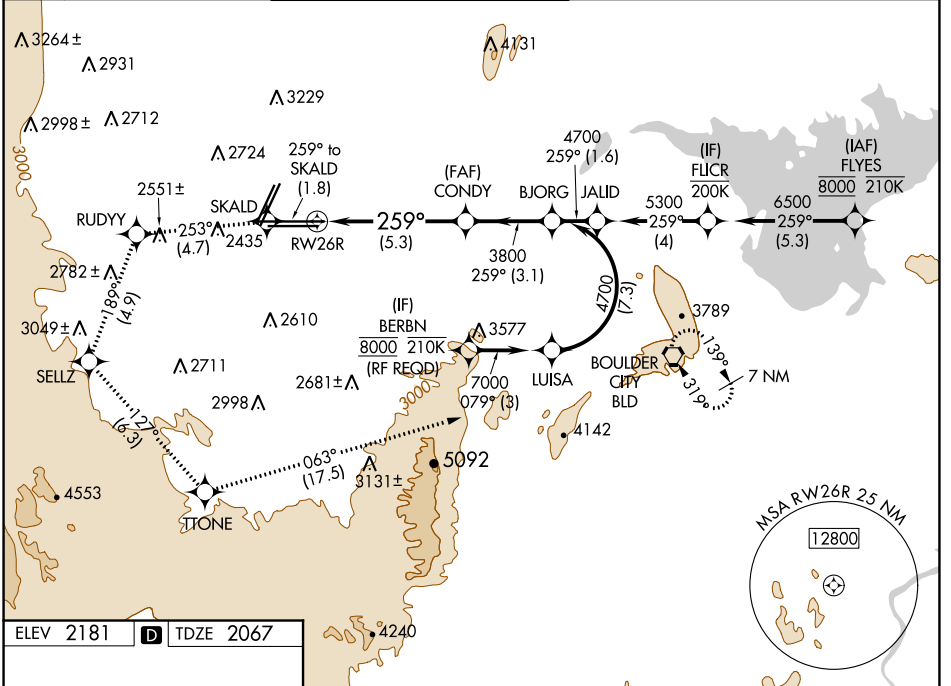 3264±
2931
4131
3229
2998±
2712
3000
2724
259° to
SKALD
(1.8)
4700
259° (1.6)
(IAF)
FLYES
8000 210K
(IF)
FLICR
200K
(FAF)
CONDY
BJORG
JALID
2551±
SKALD
RUDYY
253°
(4.7)
2435
RW26R
259°
(5.3)
5300
259°
(4)
6500
259°
(5.3)
3800
259° (3.1)
2782±
189°
(4.9)
4700
(7.3)
(IF)
BERBN
8000 210K
(RF REQD)
3049±
2610
3577
3789
139°
SELLZ
2711
2681±
2998
3000
7000
079° (3)
LUISA
BOULDER
CITY
BLD
319°
7 NM
127°
(6.3)
4142
063°
(17.5)
3131±
5092
4553
TTONE
MSA RW26R 25 NM
12800
ELEV 2181
D
TDZE 2067
4240